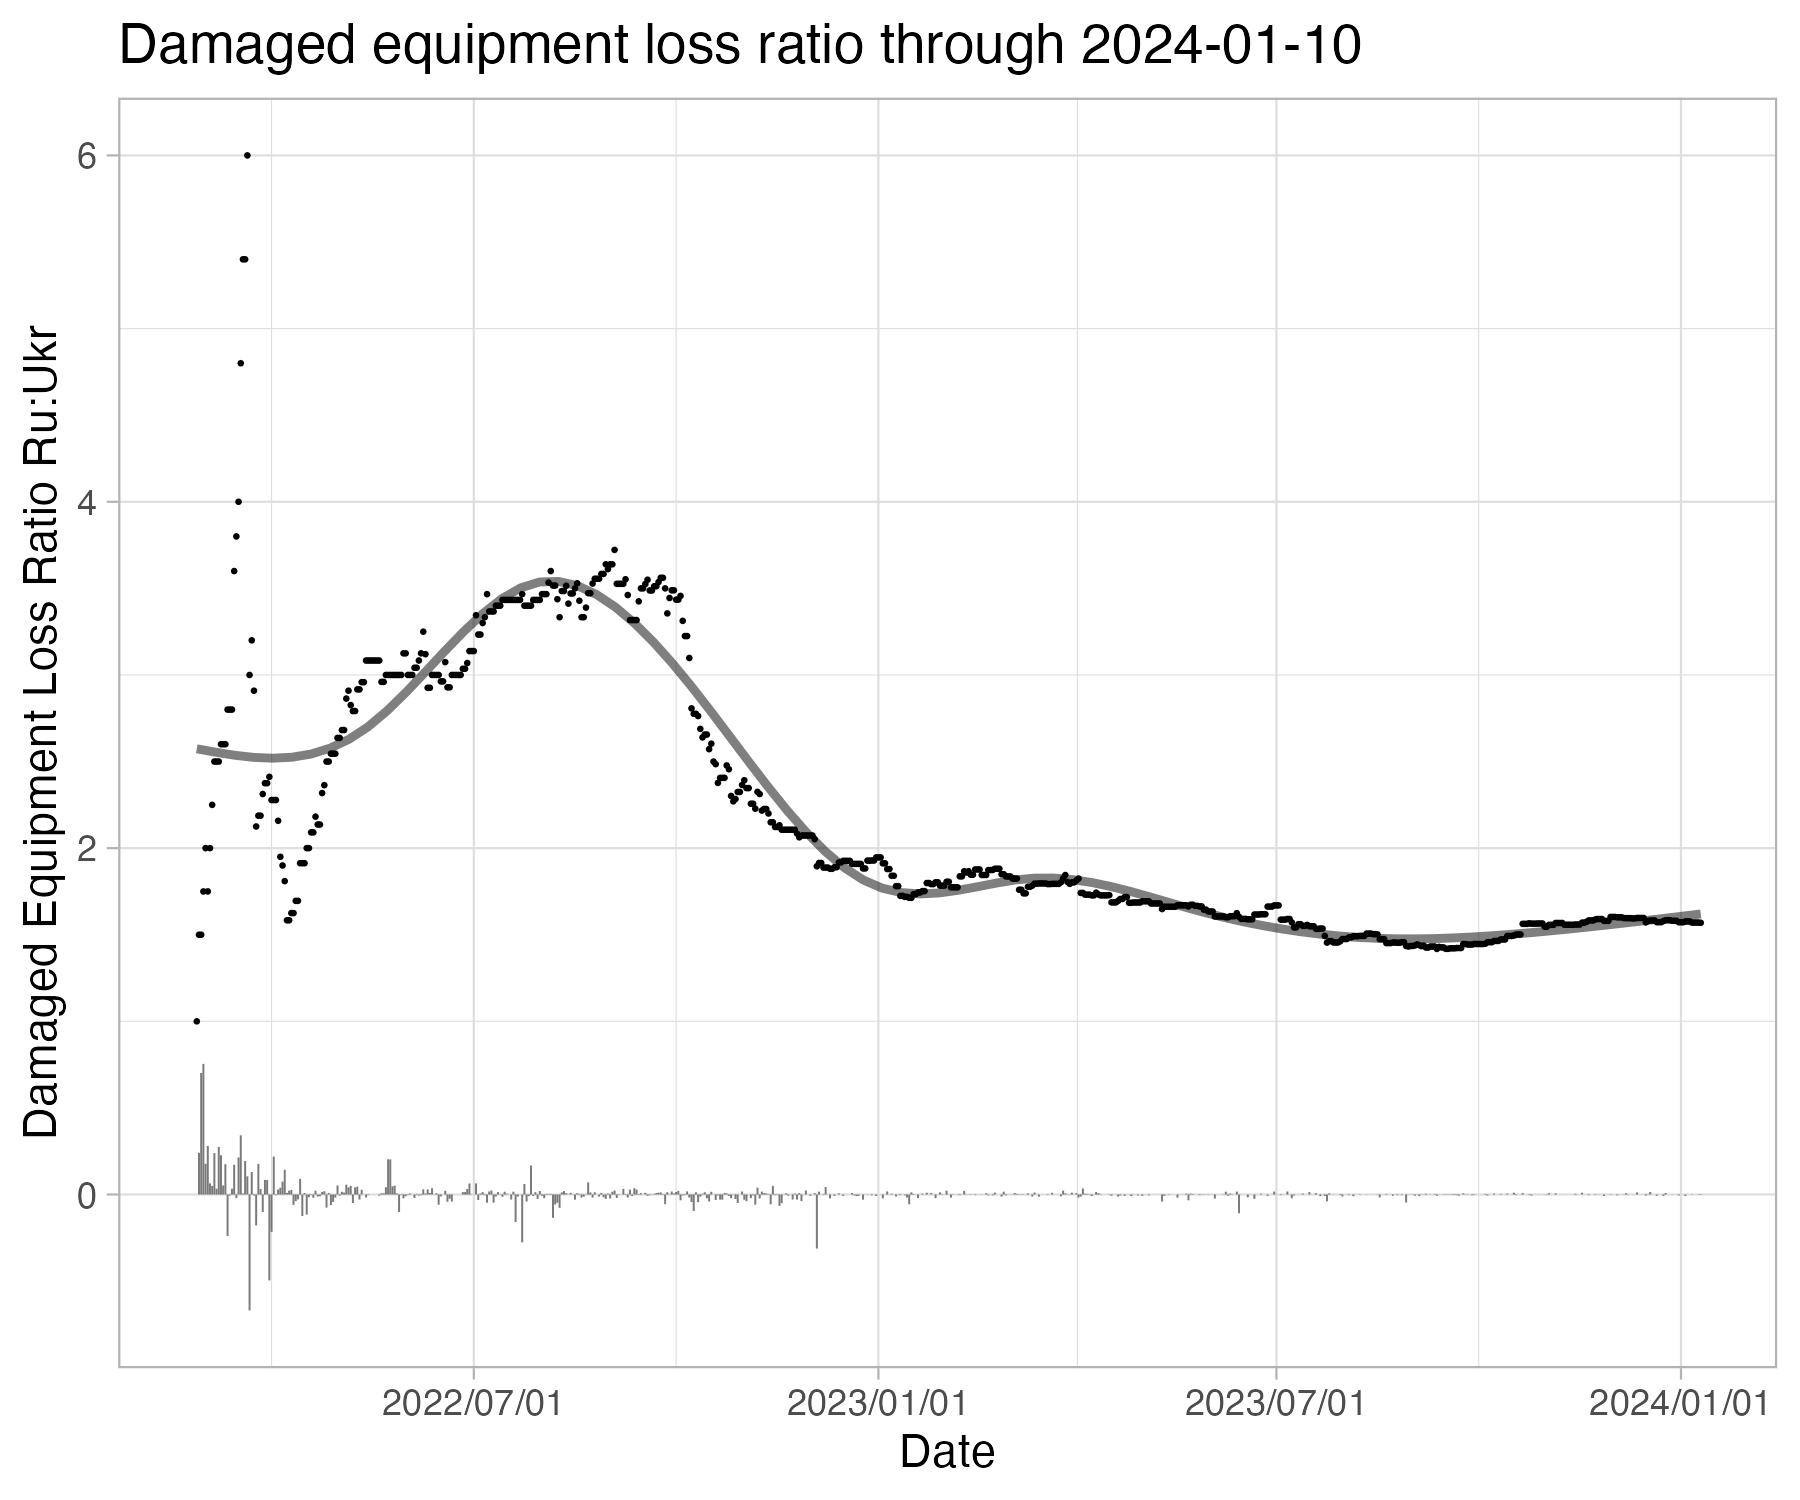 Damaged equipment loss ratio through 2024-01-10
Damaged Equipment Loss Ratio Ru:Ukr
6
4
2
0
2022/07/01
2023/01/01
2023/07/01
2024/01/01
Date